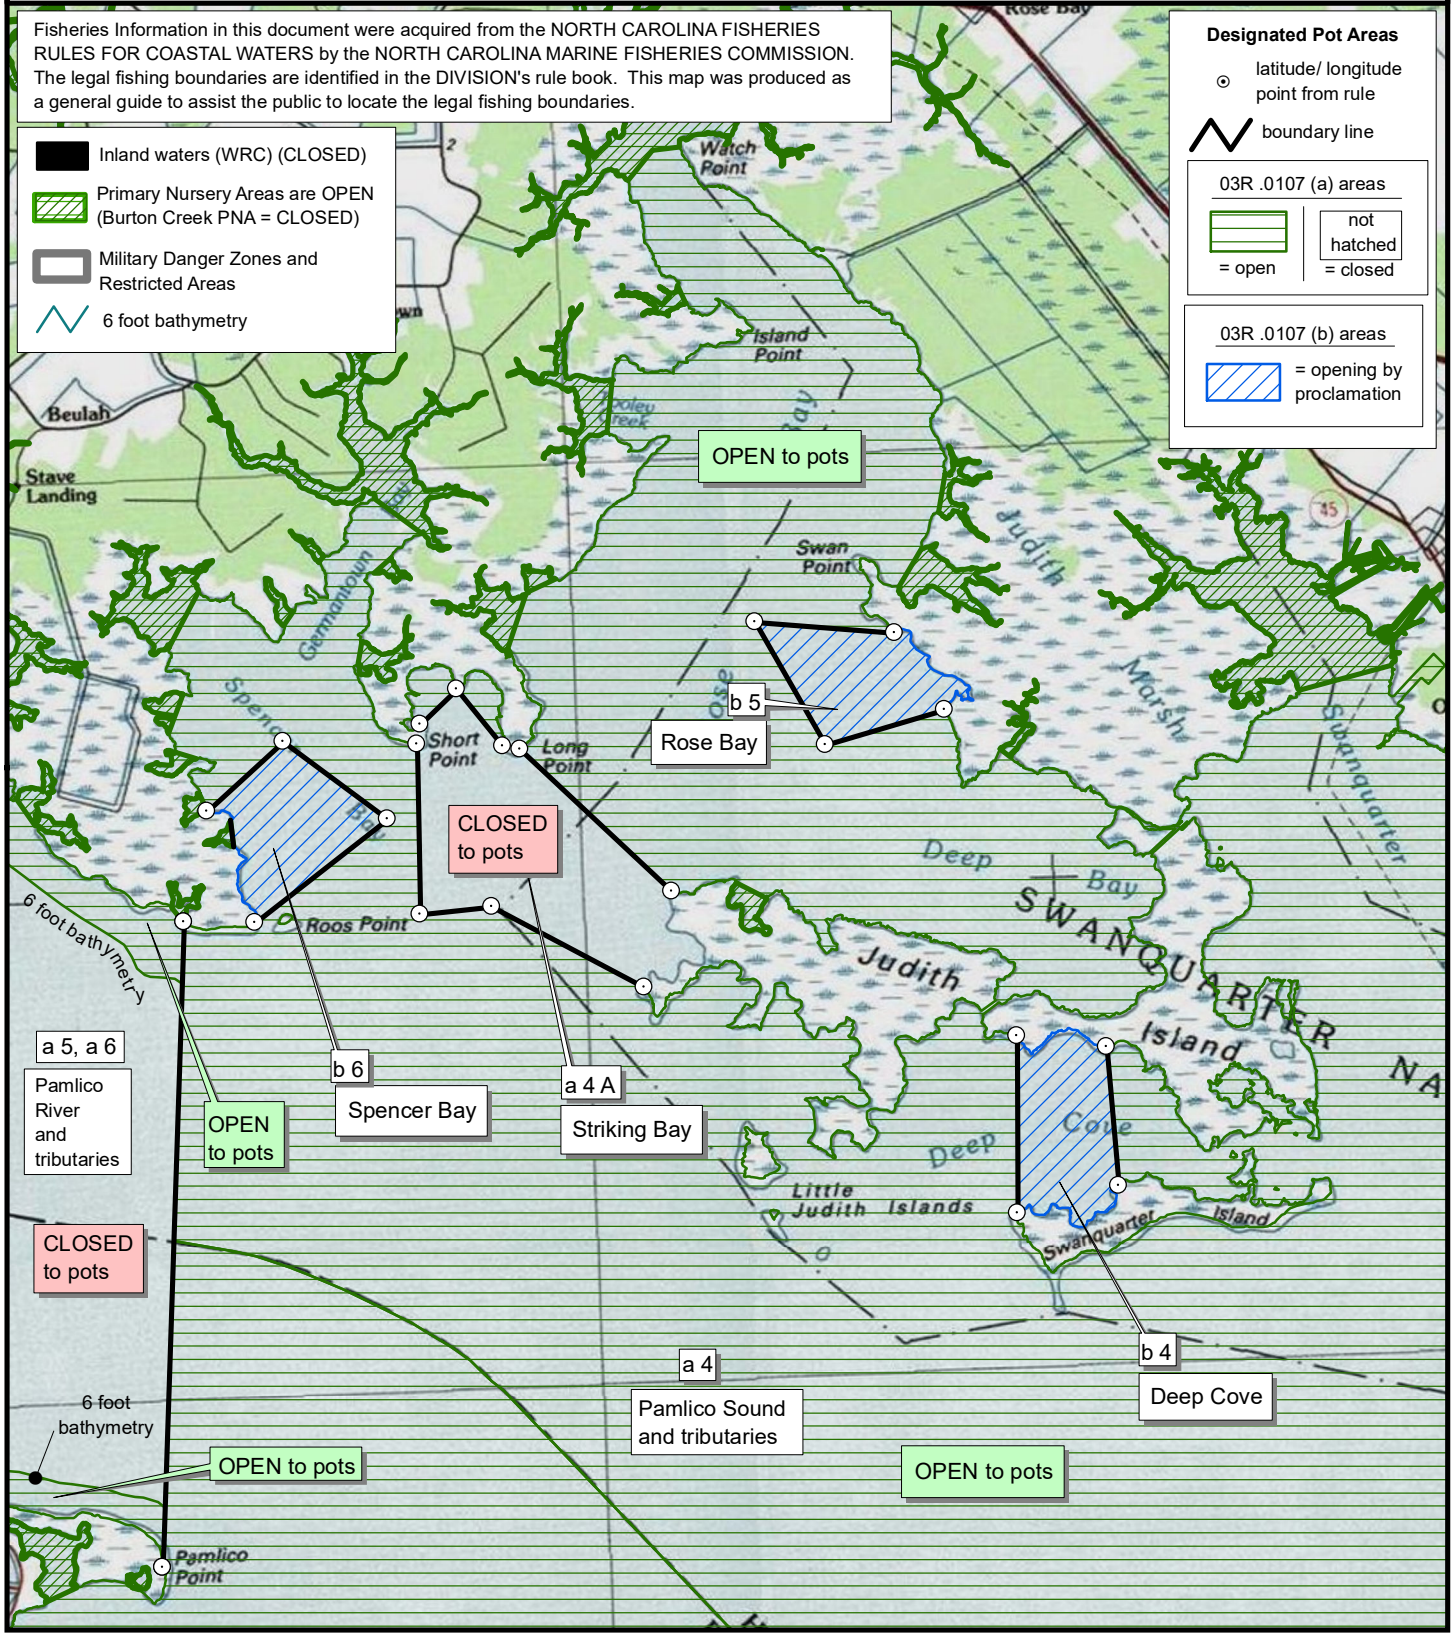 Rose Bay
Fisheries Information in this document were acquired from the NORTH CAROLINA FISHERIES
RULES FOR COASTAL WATERS by the NORTH CAROLINA MARINE FISHERIES COMMISSION.
The legal fishing boundaries are identified in the DIVISION's rule book. This map was produced as
a general guide to assist the public to locate the legal fishing boundaries.
Designated Pot Areas
latitude/ longitude
point from rule
boundary line
03R .0107 (a) areas
= open
not
hatched
= closed
03R .0107 (b) areas
= opening by
proclamation
Inland waters (WRC) (CLOSED)
Primary Nursery Areas are OPEN
(Burton Creek PNA = CLOSED)
Military Danger Zones and
Restricted Areas
6 foot bathymetry
2
Watch
Point
Island
Point
Beulah
Bay
OPEN to pots
Stave
Landing
45
Swan
Point
Judith
Germantown
Marsh
Spencer
b 5
Rose Bay
Short
Point
Long
Point
Swanquarter
Bay
CLOSED
to pots
Deep
Bay
SWANQUARTER
6 foot bathymetry
Roos Point
Judith
Island
NA
a 5, a 6
Pamlico
River
and
tributaries
b 6
Spencer Bay
a 4 A
Striking Bay
OPEN
to pots
Deep
Cove
Little
Judith Islands
Swanquarter
Island
CLOSED
to pots
b 4
Deep Cove
a 4
Pamlico Sound
and tributaries
6 foot
bathymetry
OPEN to pots
OPEN to pots
Pamlico
Point